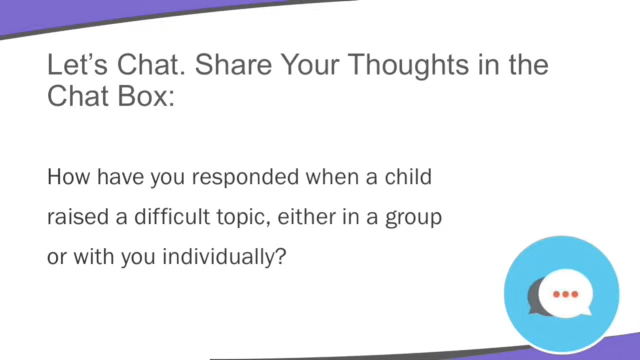 Let’s Chat. Share Your Thoughts in the
Chat Box:
How have you responded when a child
raised a difficult topic, either in a group
or with you individually?